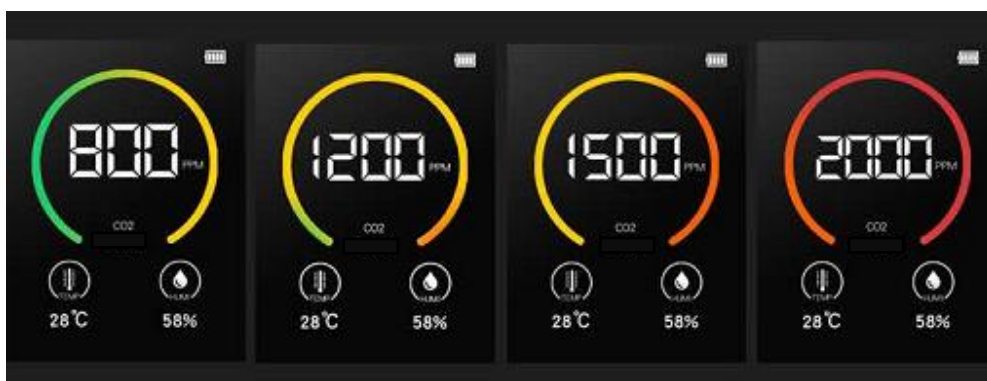 800 PPM
CO2
TEMP HUMI
28℃ 58%
1200 PPM
CO2
TEMP HUMI
28℃ 58%
1500 PPM
CO2
TEMP HUMI
28℃ 58%
2000 PPM
CO2
TEMP HUMI
28℃ 58%